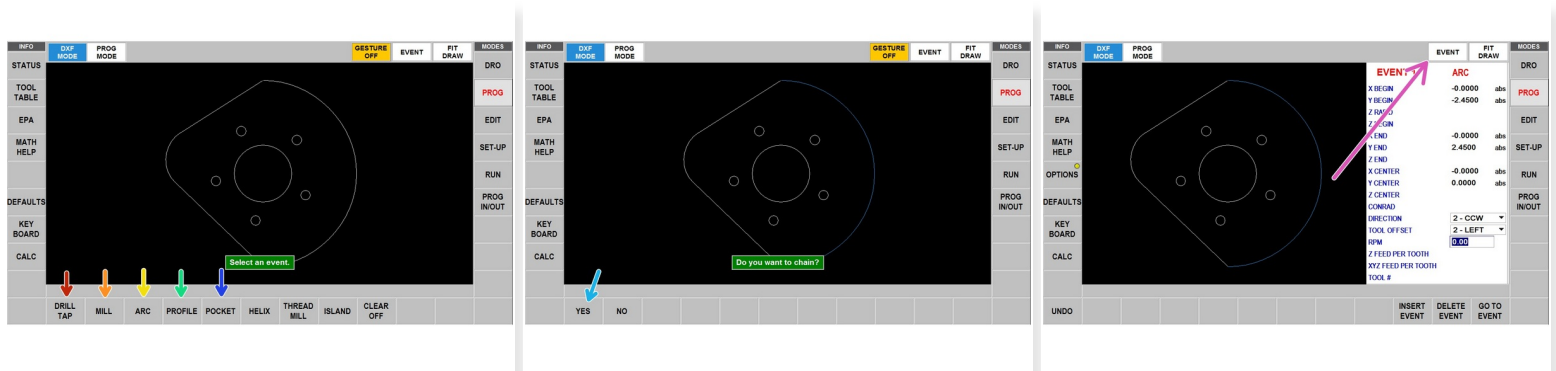 INFO
DXF MODE
PROG MODE
GESTURE OFF
EVENT
FIT DRAW
MODES
STATUS
TOOL TABLE
EPA
MATH HELP
DEFAULTS
KEY BOARD
CALC
DRO
PROG
EDIT
SET-UP
RUN
PROG IN/OUT
Select an event.
DRILL TAP
MILL
ARC
PROFILE
POCKET
HELIX
THREAD MILL
ISLAND
CLEAR OFF
INFO
DXF MODE
PROG MODE
GESTURE OFF
EVENT
FIT DRAW
MODES
STATUS
TOOL TABLE
EPA
MATH HELP
DEFAULTS
KEY BOARD
CALC
DRO
PROG
EDIT
SET-UP
RUN
PROG IN/OUT
Do you want to chain?
YES
NO
INFO
DXF MODE
PROG MODE
EVENT
FIT DRAW
MODES
STATUS
TOOL TABLE
EPA
MATH HELP
OPTIONS
DEFAULTS
KEY BOARD
CALC
EVENT ARC
X BEGIN -0.0000 abs
Y BEGIN -2.4500 abs
Z
Z
END -0.0000 abs
Y END 2.4500 abs
Z END
X CENTER -0.0000 abs
Y CENTER 0.0000 abs
Z CENTER
CONRAD
DIRECTION 2 - CCW
TOOL OFFSET 2 - LEFT
RPM 0.00
Z FEED PER TOOTH
XYZ FEED PER TOOTH
TOOL #
DRO
PROG
EDIT
SET-UP
RUN
PROG IN/OUT
UNDO
INSERT EVENT
DELETE EVENT
GO TO EVENT